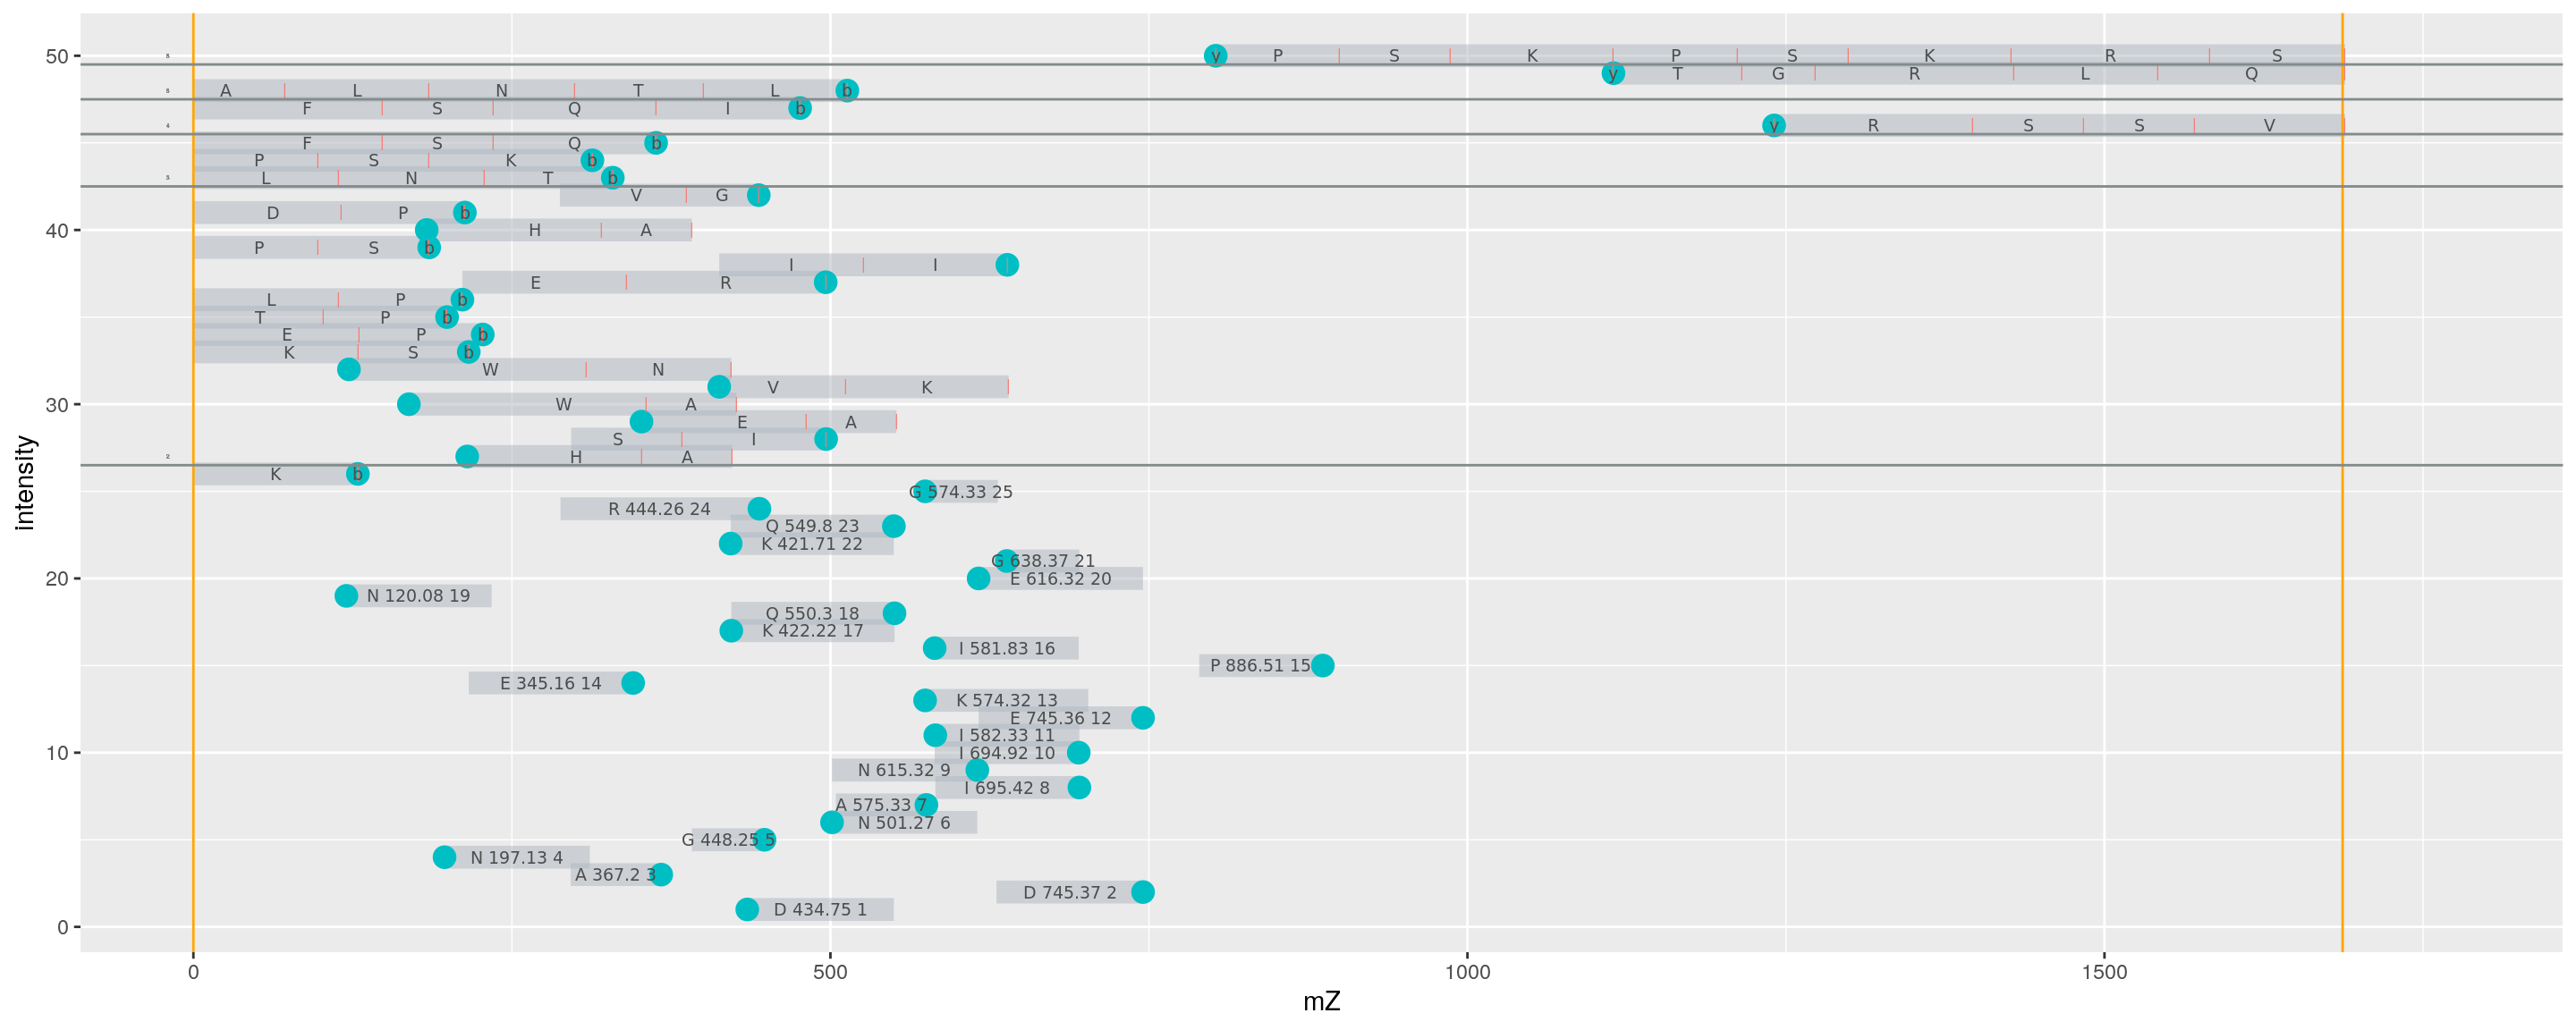 50
y P S K P S K R S
y T G R L Q
A L N T L b
F S Q I b
y R S S V
F S Q b
P S K b
L N T b
V G
D P b
40
H A
P S b
I I
E R
L P b
T P b
E P b
K S b
W N
V K
30
W A
E A
S I
H A
K b
G 574.33 25
R 444.26 24
Q 549.8 23
K 421.71 22
G 638.37 21
20
E 616.32 20
N 120.08 19
Q 550.3 18
K 422.22 17
I 581.83 16
P 886.51 15
E 345.16 14
K 574.32 13
E 745.36 12
I 582.33 11
10
I 694.92 10
N 615.32 9
I 695.42 8
A 575.33 7
N 501.27 6
G 448.25 5
N 197.13 4
A 367.2 3
D 745.37 2
D 434.75 1
0
intensity
0 500 1000 1500
mZ